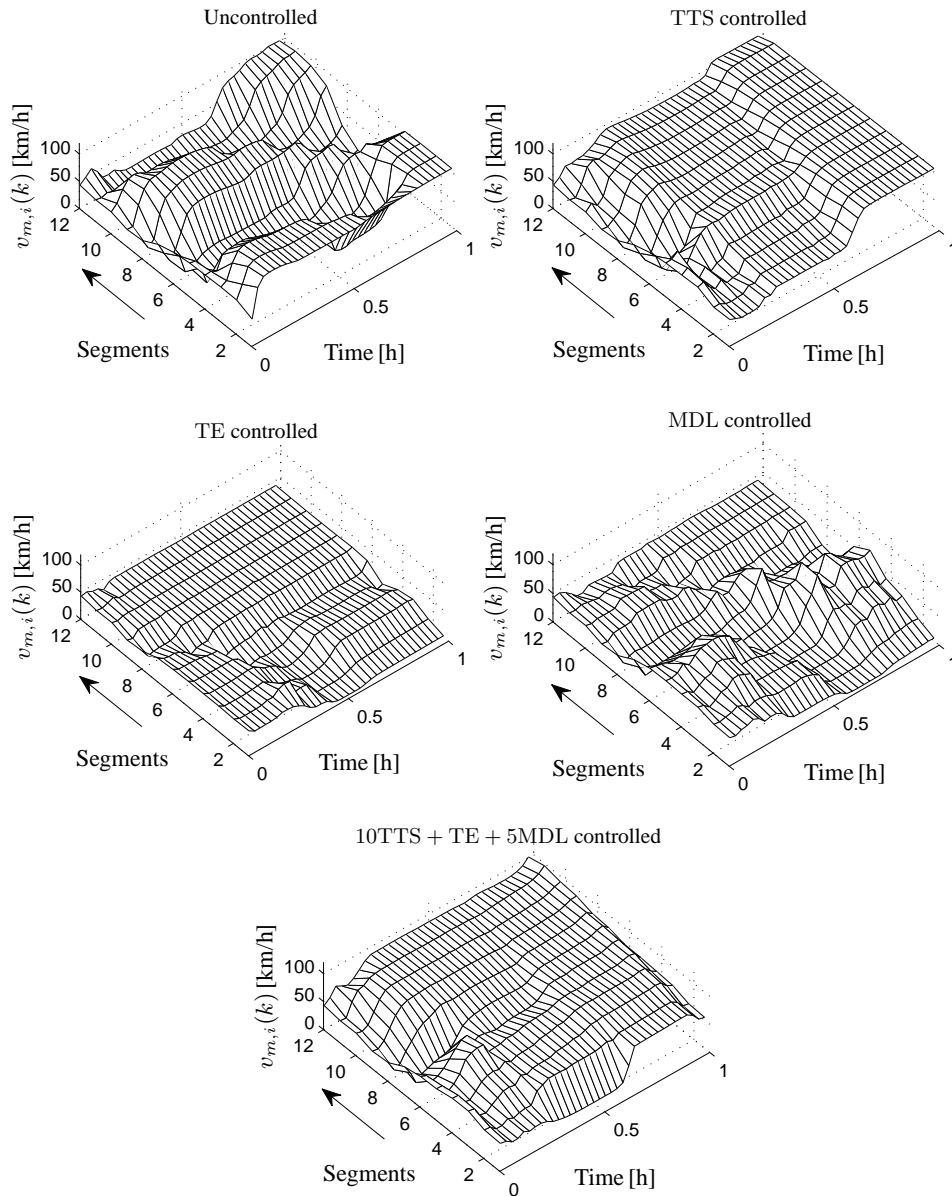 Uncontrolled
v_{m,i}(k) [km/h]
100
50
0
12
10
8
6
4
2
0
0.5
1
Segments
Time [h]
TTS controlled
v_{m,i}(k) [km/h]
100
50
0
12
10
8
6
4
2
0
0.5
1
Segments
Time [h]
TE controlled
v_{m,i}(k) [km/h]
100
50
0
12
10
8
6
4
2
0
0.5
1
Segments
Time [h]
MDL controlled
v_{m,i}(k) [km/h]
100
50
0
12
10
8
6
4
2
0
0.5
Segments
Time [h]
10TTS + TE + 5MDL controlled
v_{m,i}(k) [km/h]
100
50
0
12
10
8
6
4
2
0
0.5
1
Segments
Time [h]